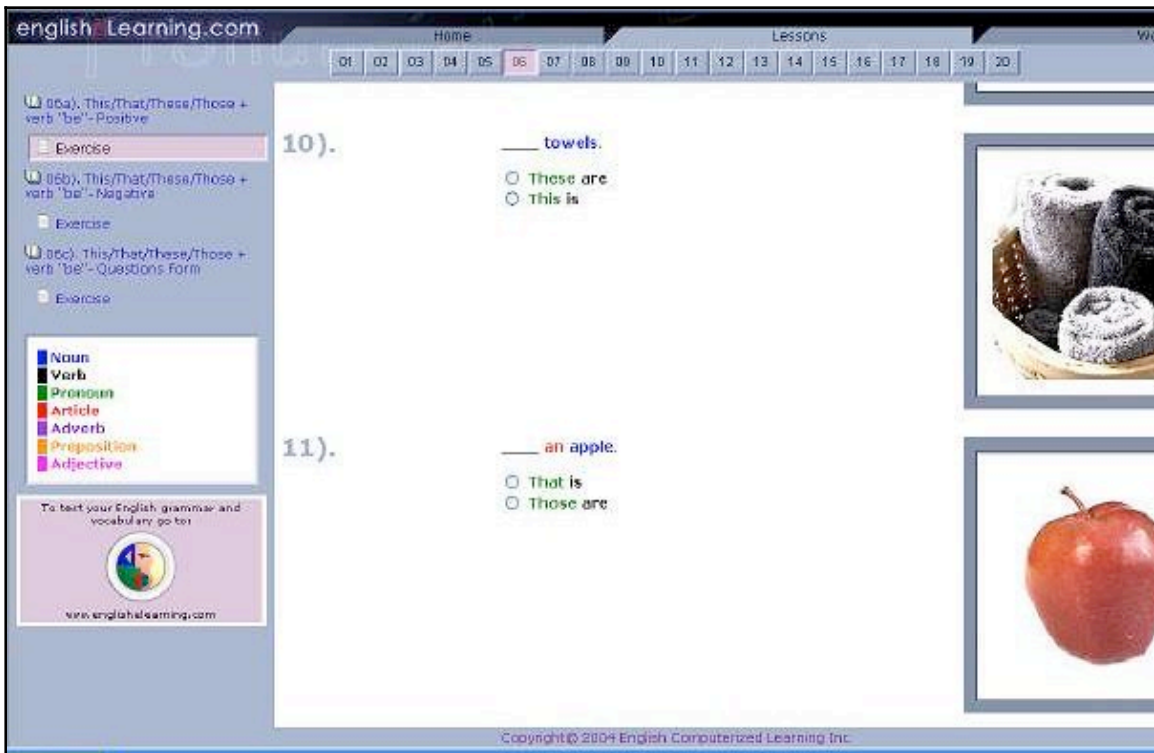 englisheLearning.com
Home
Lessons
01 02 03 04 05 06 07 08 09 10 11 12 13 14 15 16 17 18 19 20
06a). This/That/These/Those +
verb "be"- Positive
Exercise
06b). This/That/These/Those +
verb "be"- Negative
Exercise
06c). This/That/These/Those +
verb "be"- Questions Form
Exercise
Noun
Verb
Pronoun
Article
Adverb
Preposition
Adjective
To test your English grammar and
vocabulary go to:
www.englishelearning.com
10). ____ towels.
These are
This is
11). ____ an apple.
That is
Those are
Copyright© 2004 English Computerized Learning Inc.